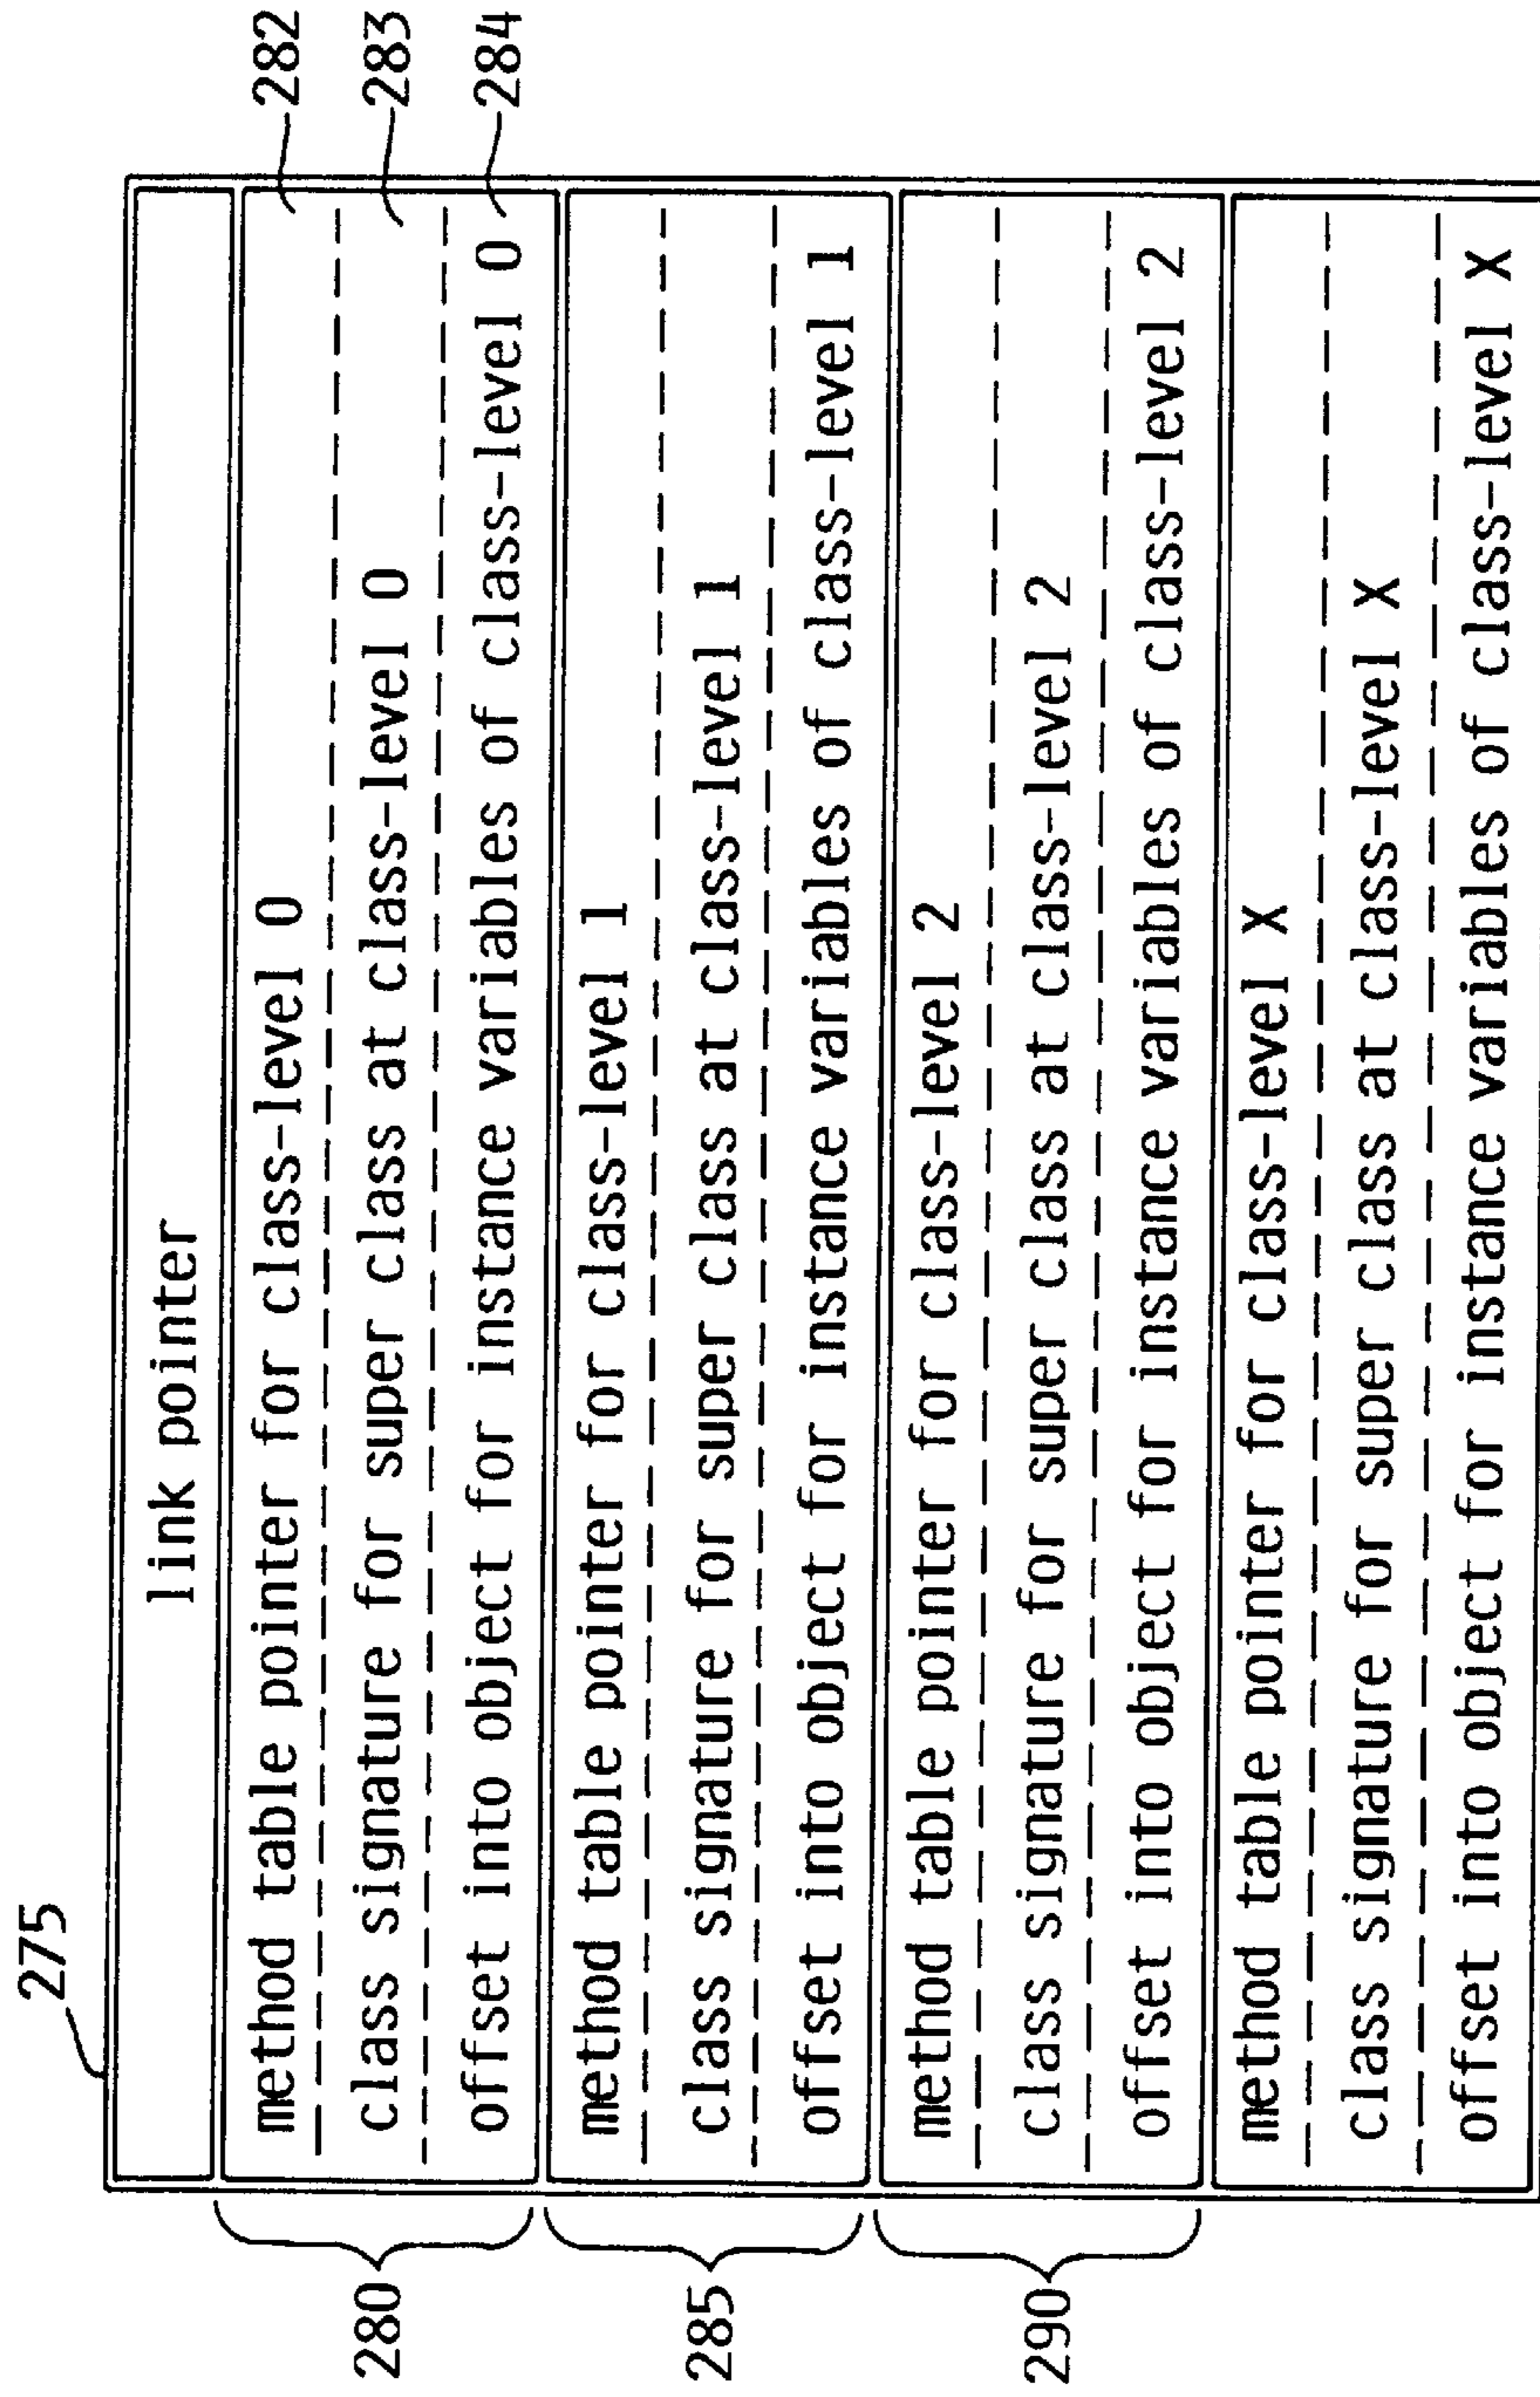 275
link pointer
280
method table pointer for class-level 0
282
class signature for super class at class-level 0
283
offset into object for instance variables of class-level 0
284
285
method table pointer for class-level 1
class signature for super class at class-level 1
offset into object for instance variables of class-level 1
290
method table pointer for class-level 2
class signature for super class at class-level 2
offset into object for instance variables of class-level 2
method table pointer for class-level X
class signature for super class at class-level X
offset into object for instance variables of class-level X